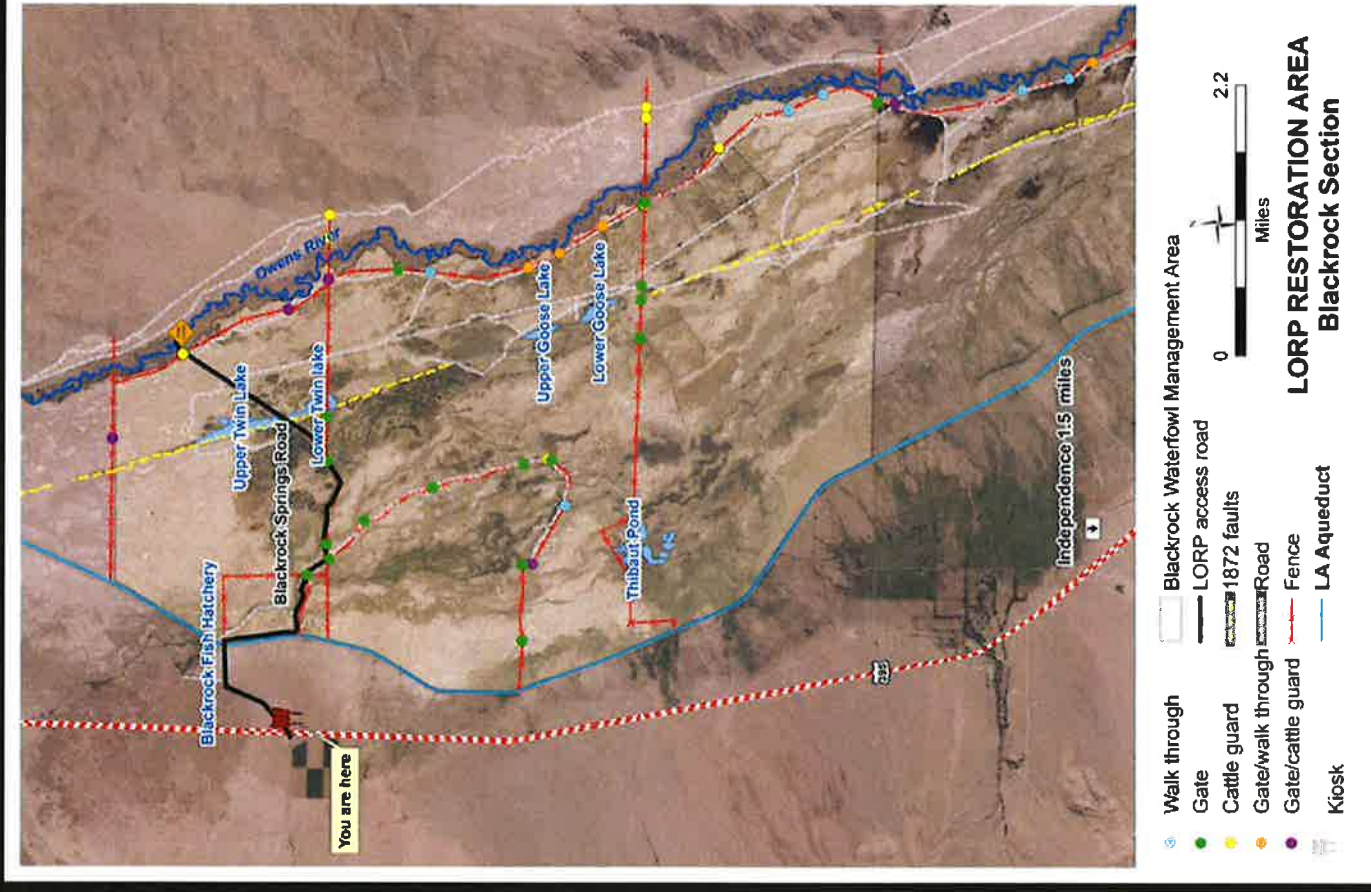 Blackrock Fish Hatchery
You are here
Blackrock Springs Road
Upper Twin Lake
Lower Twin lake
Owens River
Upper Goose Lake
Lower Goose Lake
Thibaut Pond
395
Independence 1.5 miles
Walk through
Gate
Cattle guard
Gate/walk through
Gate/cattle guard
Kiosk
Blackrock Waterfowl Management Area
LORP access road
1872 faults
Road
Fence
LA Aqueduct
0
2.2
Miles
LORP RESTORATION AREA
Blackrock Section